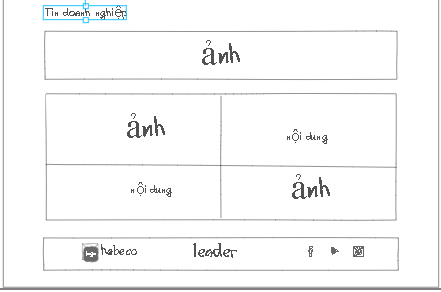 Tin doanh nghiệp
ảnh
ảnh
nội dung
nội dung
ảnh
habeco
leader